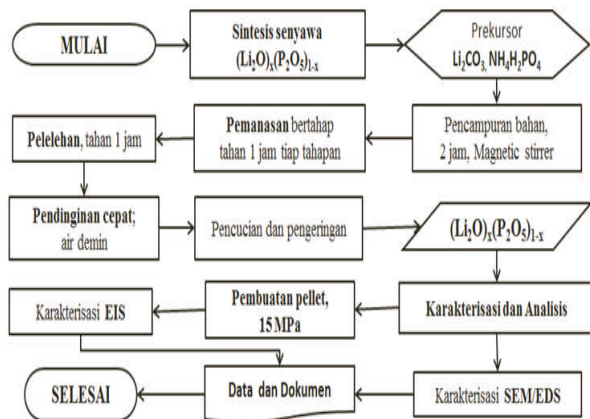 MULAI
Sintesis senyawa
(Li₂O)ₓ(P₂O₅)₁₋ₓ
Prekursor
Li₂CO₃, NH₄H₂PO₄
Pencampuran bahan,
2 jam, Magnetic stirrer
Pemanasan bertahap
tahan 1 jam tiap tahapan
Pelelehan, tahan 1 jam
Pendinginan cepat;
air demin
Pencucian dan pengeringan
(Li₂O)ₓ(P₂O₅)₁₋ₓ
Karakterisasi dan Analisis
Pembuatan pellet,
15 MPa
Karakterisasi EIS
Karakterisasi SEM/EDS
Data dan Dokumen
SELESAI